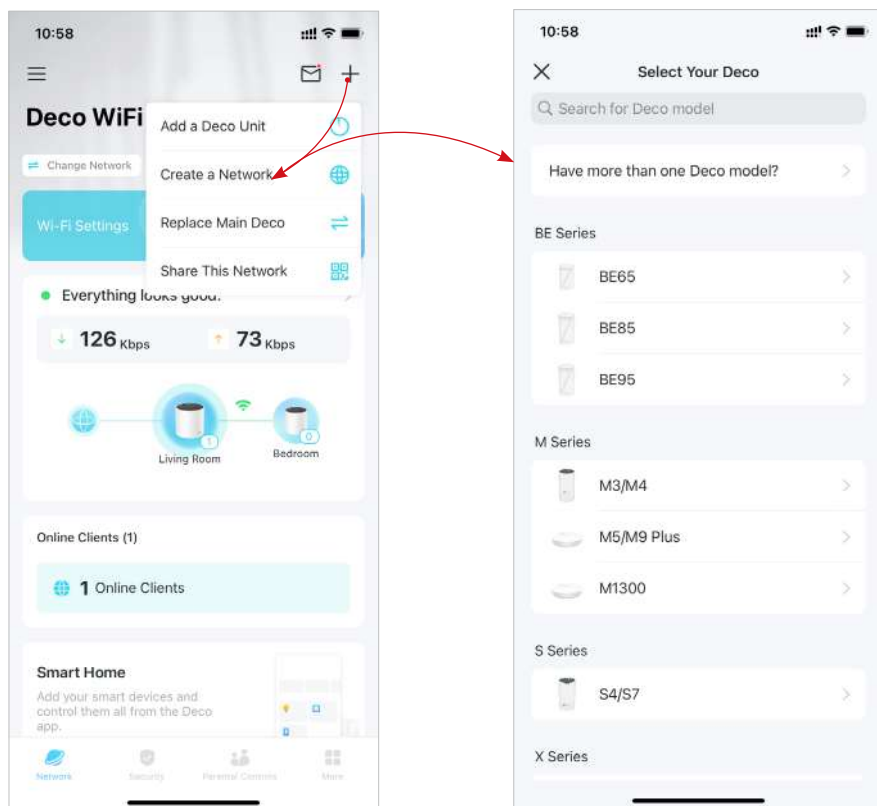 10:58
Deco WiFi
Add a Deco Unit
Change Network
Create a Network
Wi-Fi Settings
Replace Main Deco
Share This Network
Everything looks good.
126 Kbps
73 Kbps
1
0
Living Room
Bedroom
Online Clients (1)
1 Online Clients
Smart Home
Add your smart devices and
control them all from the Deco
app.
Network
Security
Parental Controls
More
10:58
Select Your Deco
Search for Deco model
Have more than one Deco model?
BE Series
BE65
BE85
BE95
M Series
M3/M4
M5/M9 Plus
M1300
S Series
S4/S7
X Series